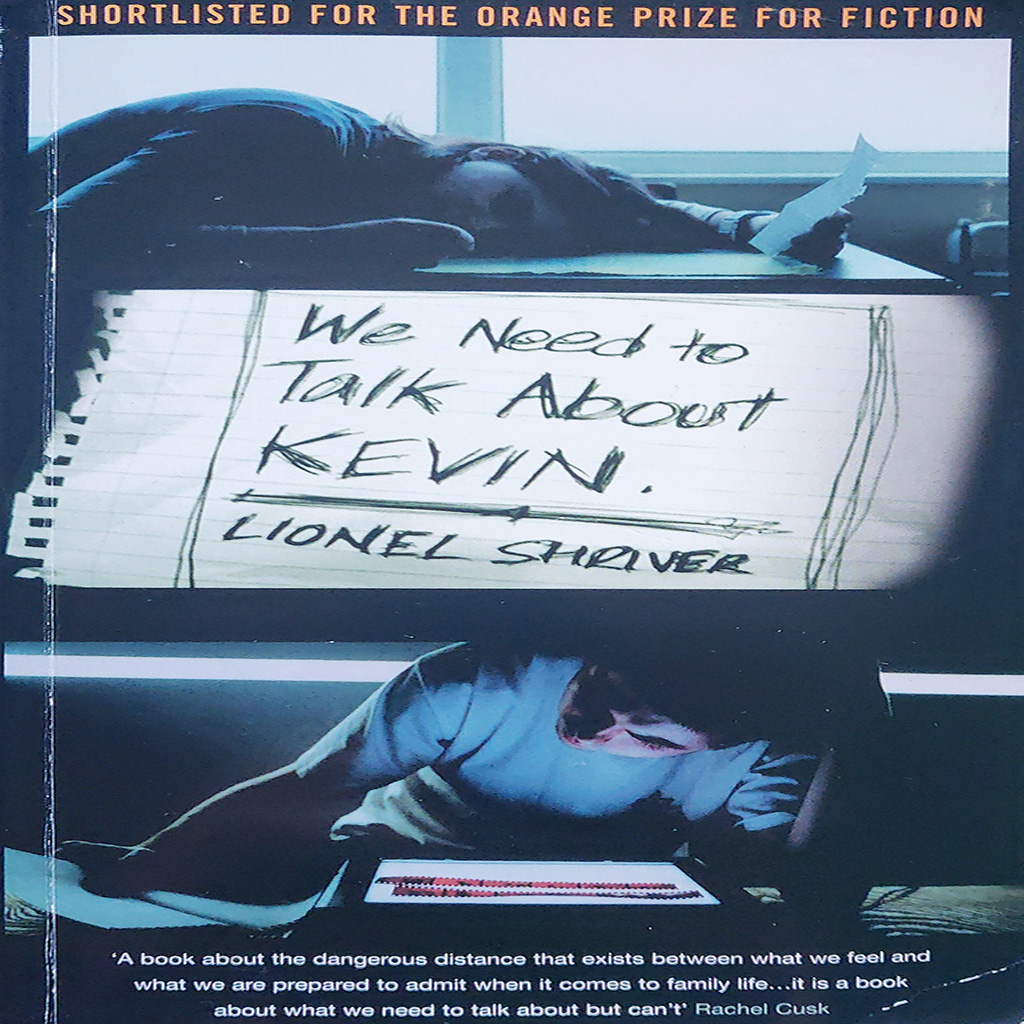 SHORTLISTED FOR THE ORANGE PRIZE FOR FICTION
We Need to
Talk About
KEVIN.
LIONEL SHRIVER
'A book about the dangerous distance that exists between what we feel and
what we are prepared to admit when it comes to family life...it is a book
about what we need to talk about but can't' Rachel Cusk